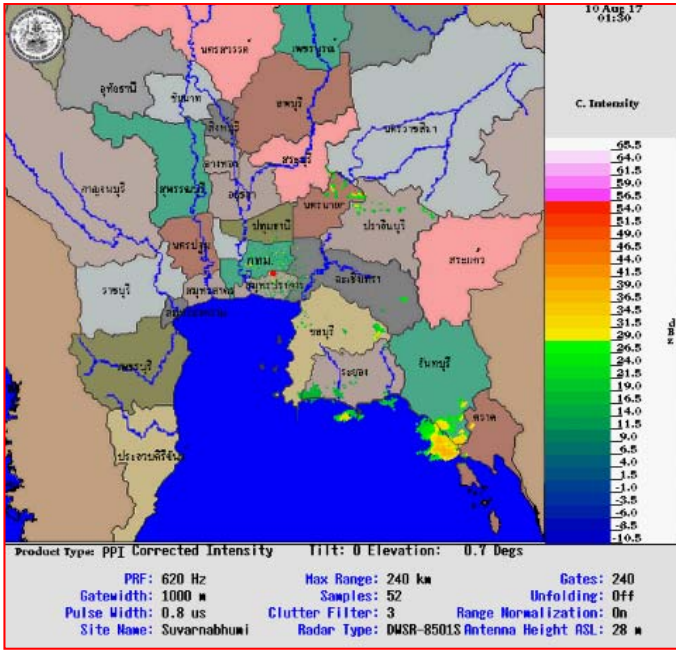 10 Aug 17
01:30
C. Intensity
นครสวรรค์
เพชรบูรณ์
อุทัยธานี
ชัยนาท
ลพบุรี
สิงห์บุรี
นครราชสีมา
อ่างทอง
สระบุรี
กาญจนบุรี
สุพรรณบุรี
อยุธยา
นครนายก
ปราจีนบุรี
ปทุมธานี
นครปฐม
กทม.
สระแก้ว
ราชบุรี
สมุทรสาคร
สมุทรปราการ
ฉะเชิงเทรา
ชลบุรี
เพชรบุรี
ระยอง
จันทบุรี
ตราด
ประจวบคีรีขันธ์
65.5
64.0
61.5
59.0
56.5
54.0
51.5
49.0
46.5
44.0
41.5
39.0
36.5
34.0
31.5
29.0
26.5
24.0
21.5
19.0
16.5
14.0
11.5
9.0
6.5
4.0
1.5
-1.0
-3.5
-6.0
-8.5
-10.5
Product Type: PPI Corrected Intensity Tilt: 0 Elevation: 0.7 Degs
PRF: 620 Hz Max Range: 240 km Gates: 240
Gatewidth: 1000 m Samples: 52 Unfolding: Off
Pulse Width: 0.8 us Clutter Filter: 3 Range Normalization: On
Site Name: Suvarnabhumi Radar Type: DWSR-8501S Antenna Height ASL: 28 m